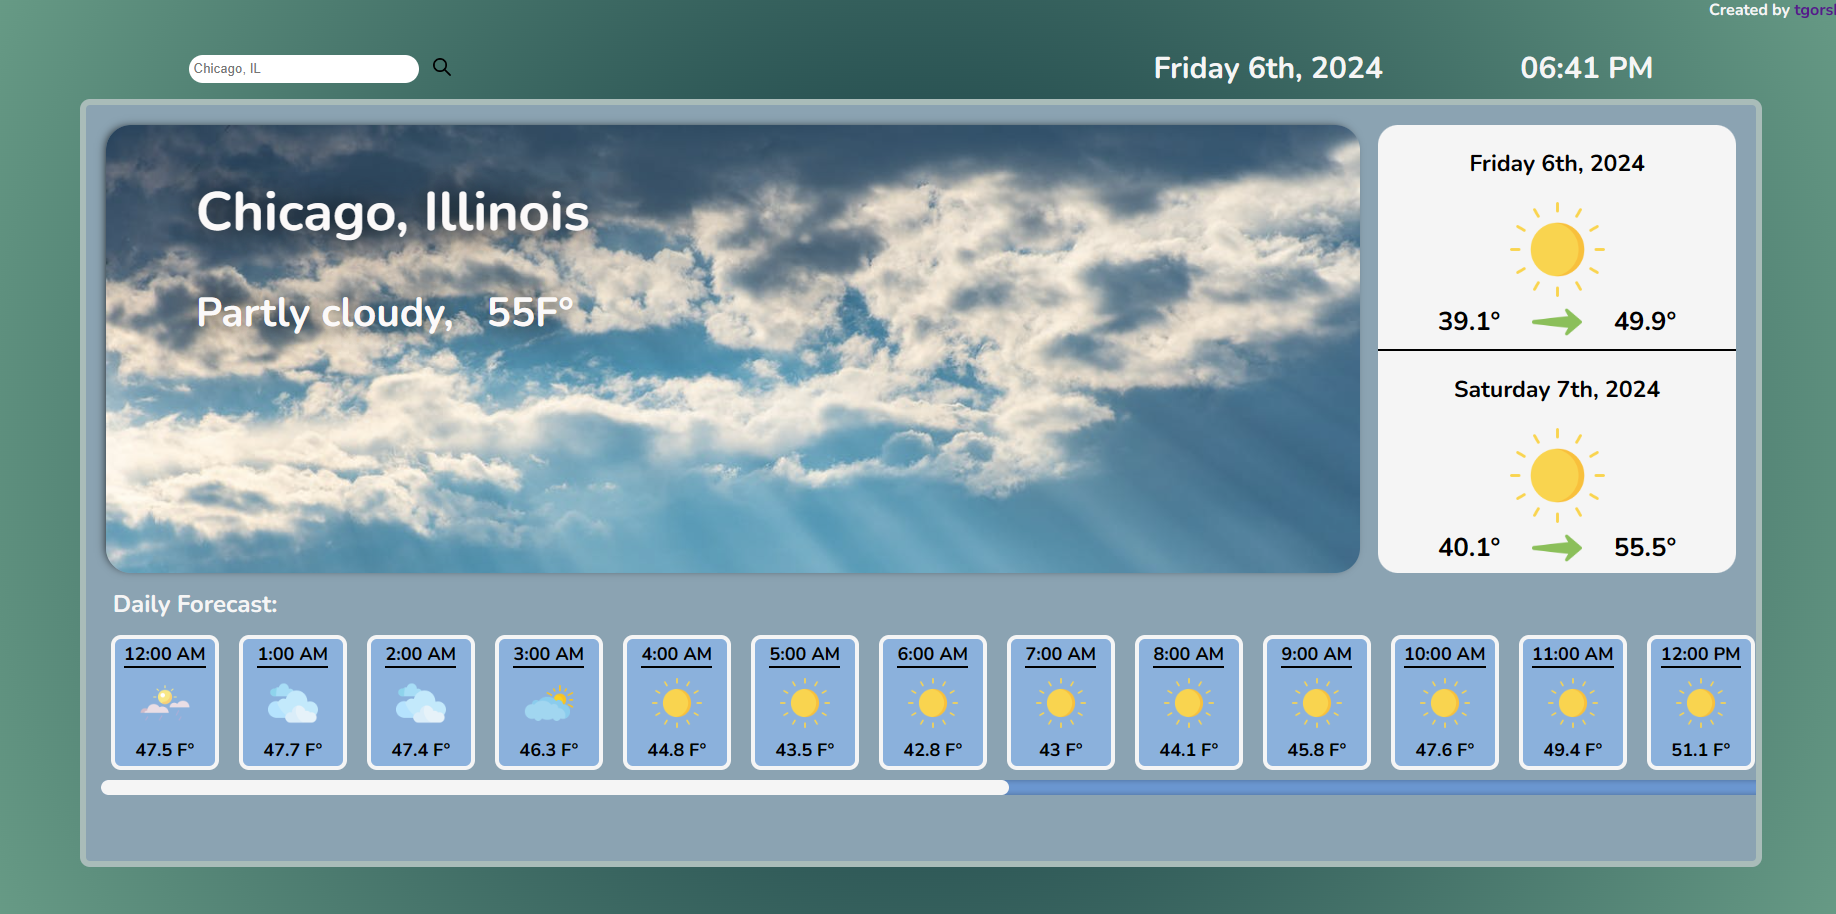 Created by
Chicago, IL
Friday 6th, 2024
06:41 PM
Chicago, Illinois
Partly cloudy, 55F°
Friday 6th, 2024
39.1° 49.9°
Saturday 7th, 2024
40.1° 55.5°
Daily Forecast:
12:00 AM 1:00 AM 2:00 AM 3:00 AM 4:00 AM 5:00 AM 6:00 AM 7:00 AM 8:00 AM 9:00 AM 10:00 AM 11:00 AM 12:00 PM
47.5 F° 47.7 F° 47.4 F° 46.3 F° 44.8 F° 43.5 F° 42.8 F° 43 F° 44.1 F° 45.8 F° 47.6 F° 49.4 F° 51.1 F°